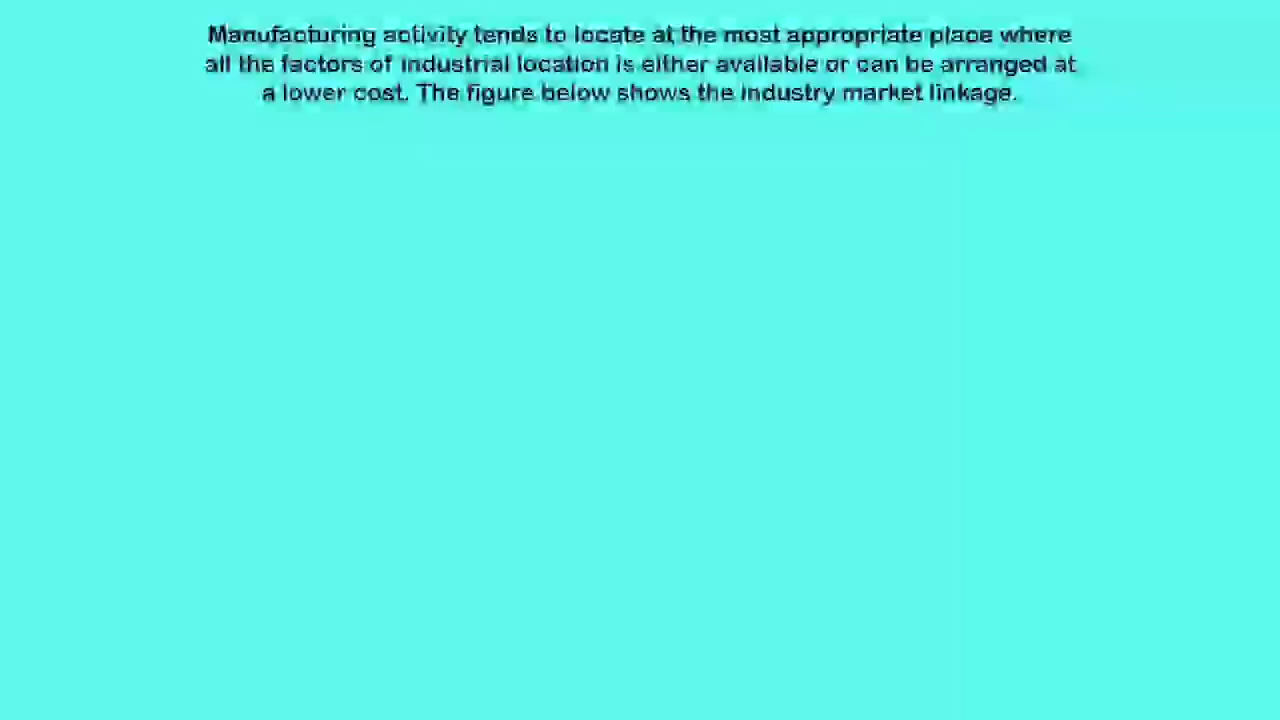 Manufacturing activity tends to locate at the most appropriate place where
all the factors of industrial location is either available or can be arranged at
a lower cost. The figure below shows the industry market linkage.